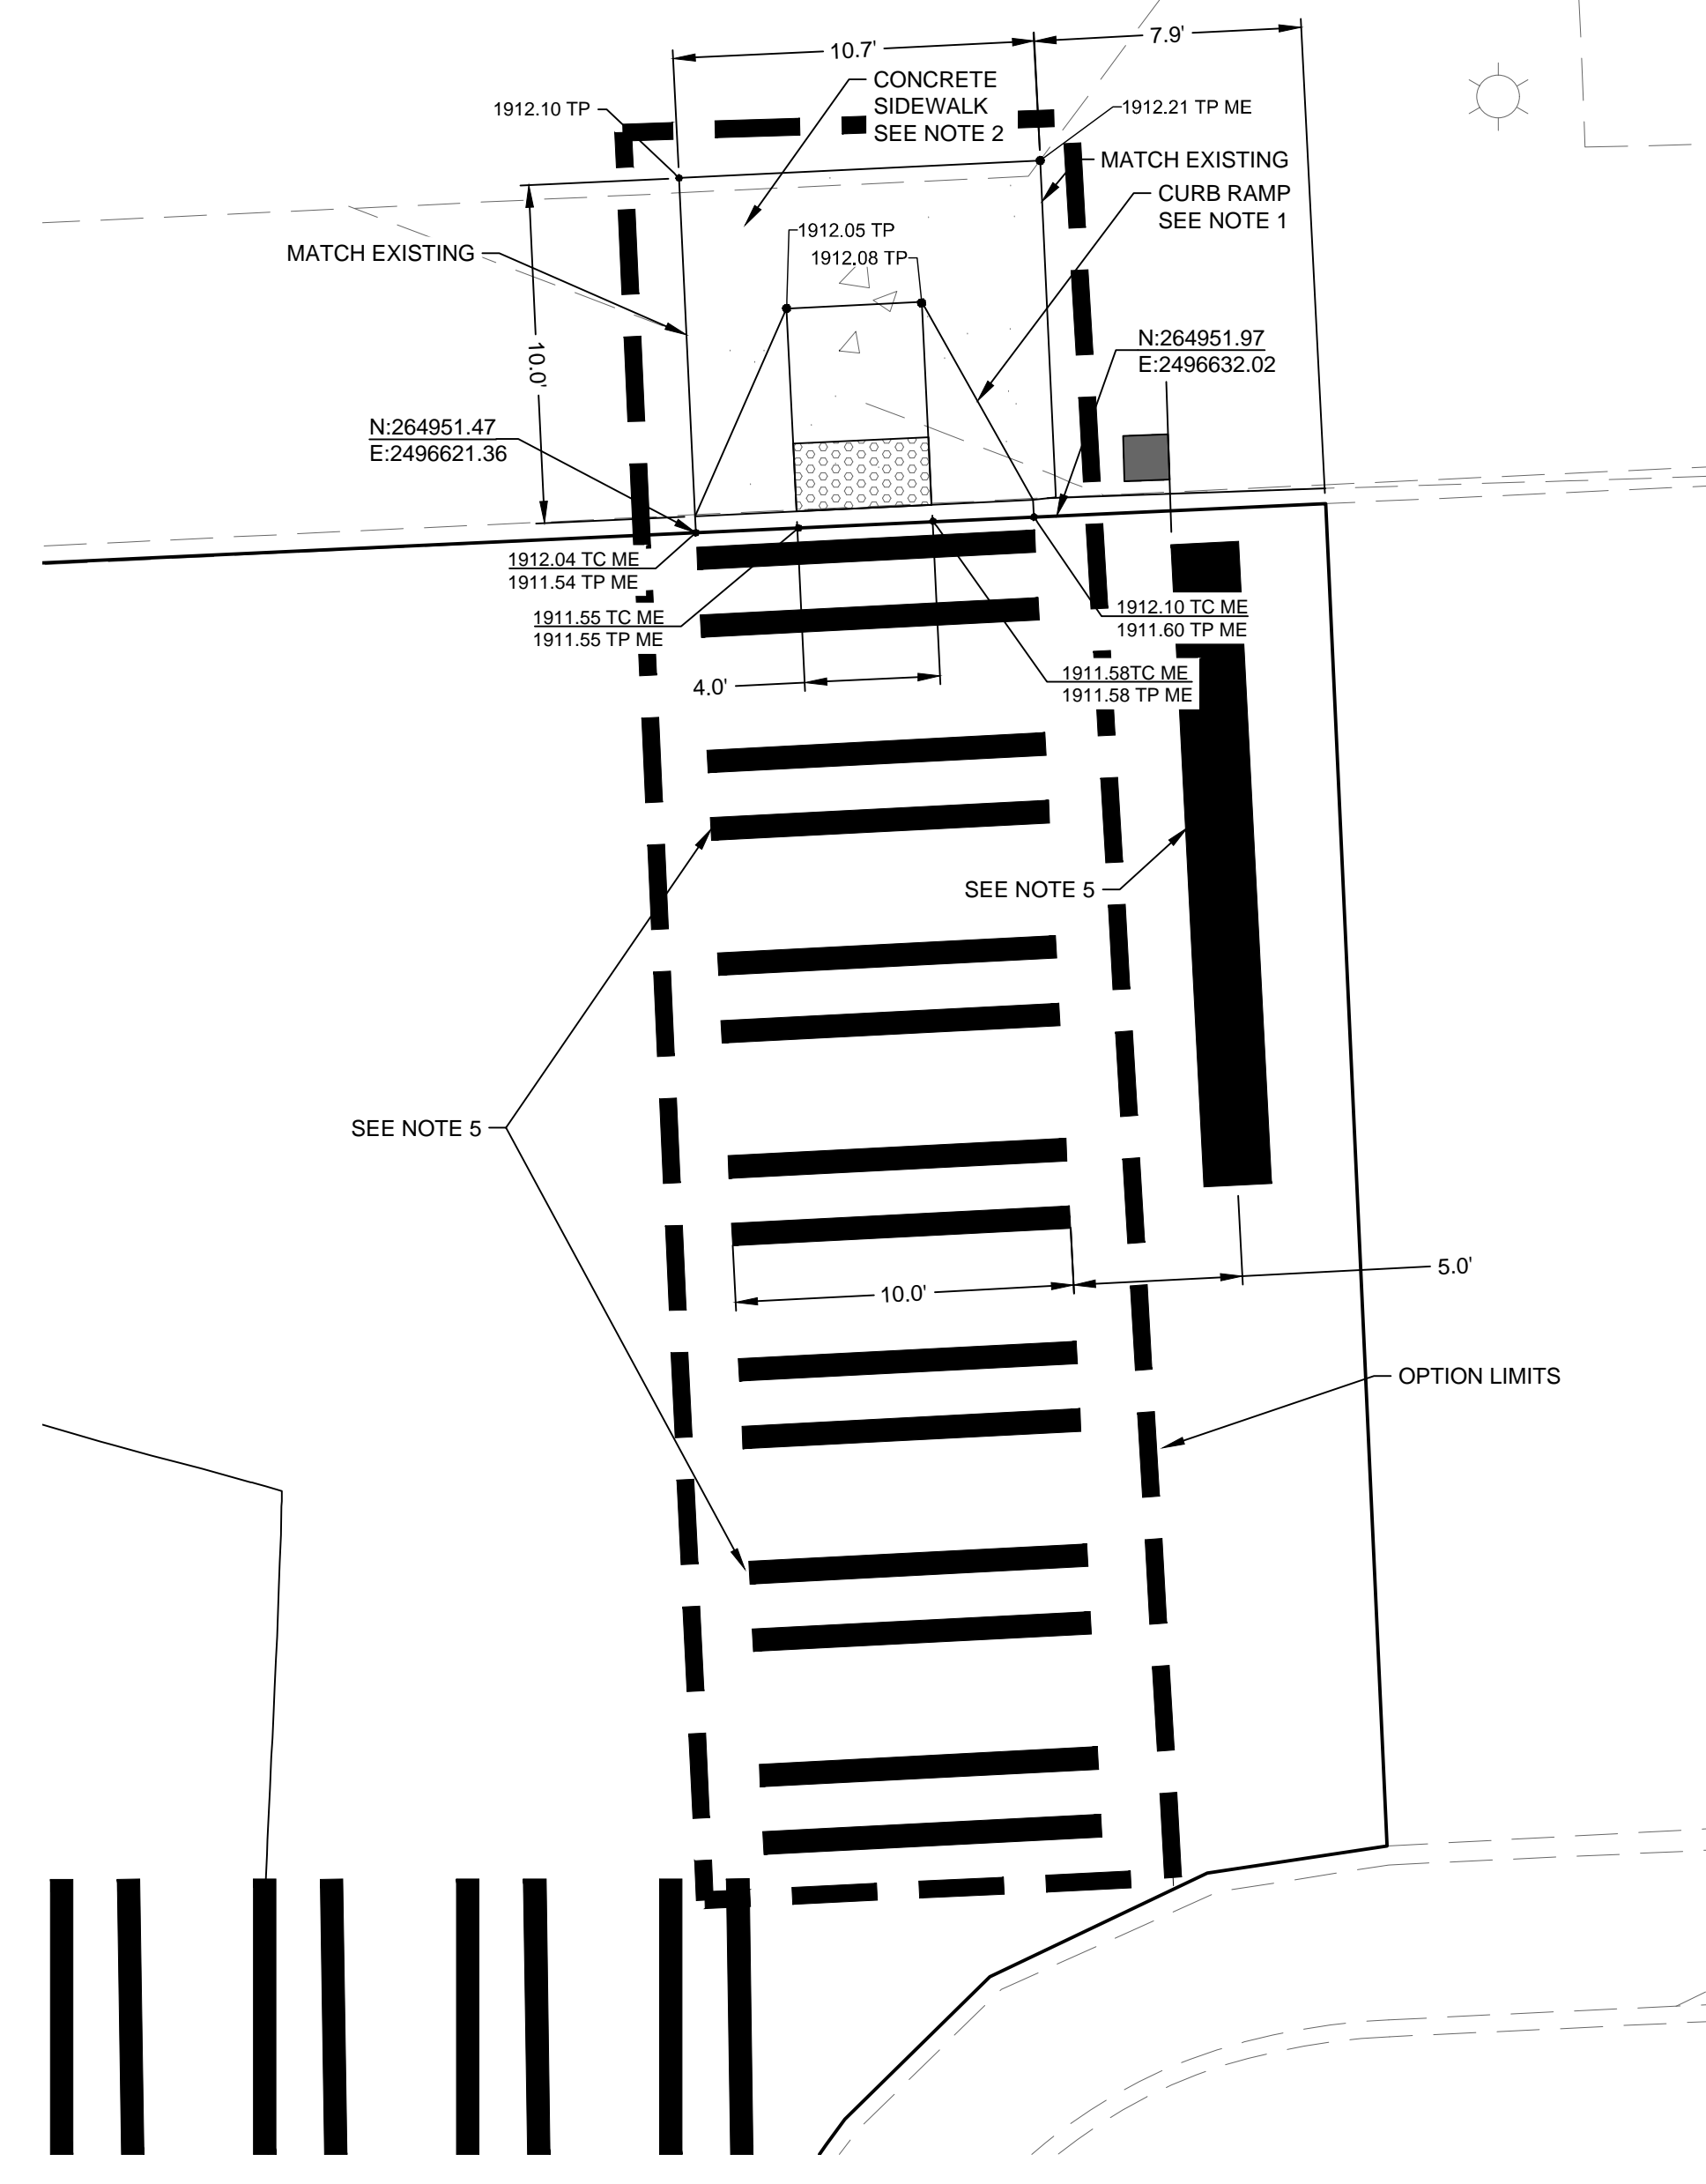 10.7'
7.9'
CONCRETE
SIDEWALK
SEE NOTE 2
1912.10 TP
1912.21 TP ME
MATCH EXISTING
CURB RAMP
SEE NOTE 1
1912.05 TP
1912.08 TP
MATCH EXISTING
10.0'
N:264951.97
E:2496632.02
N:264951.47
E:2496621.36
1912.04 TC ME
1911.54 TP ME
1911.55 TC ME
1911.55 TP ME
1912.10 TC ME
1911.60 TP ME
1911.58TC ME
1911.58 TP ME
4.0'
SEE NOTE 5
SEE NOTE 5
10.0'
5.0'
OPTION LIMITS